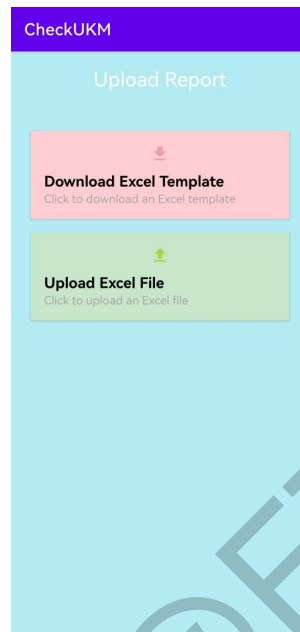 CheckUKM
Upload Report
Download Excel Template
Click to download an Excel template
Upload Excel File
Click to upload an Excel file